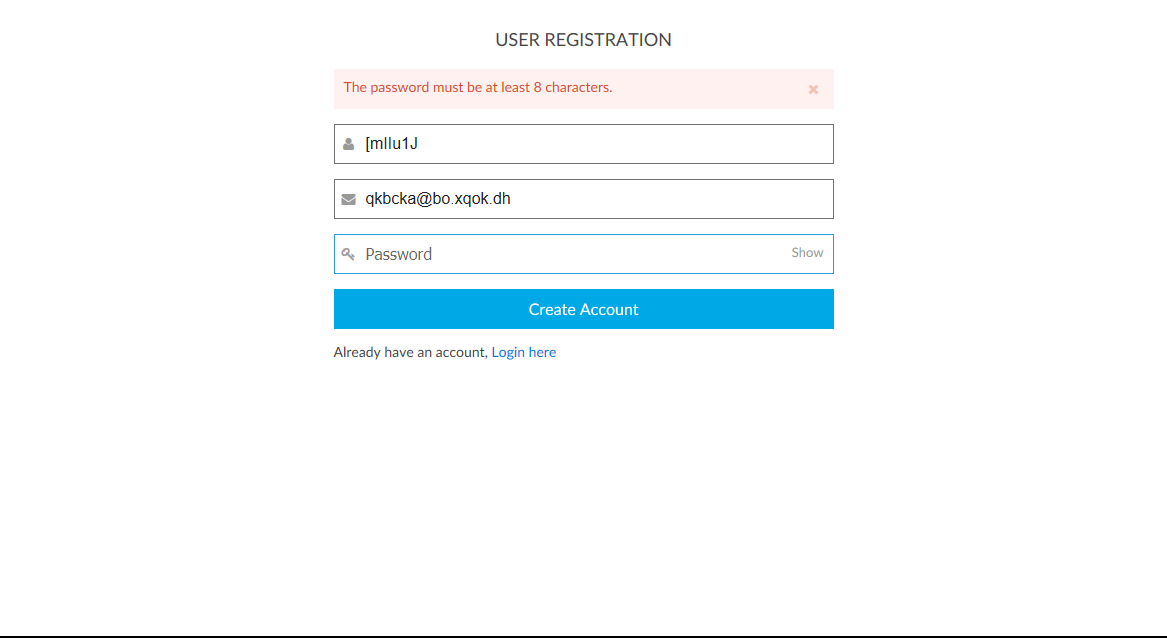 USER REGISTRATION
The password must be at least 8 characters.
[mIlu1J
qkbcka@bo.xqok.dh
Password Show
Create Account
Already have an account, Login here